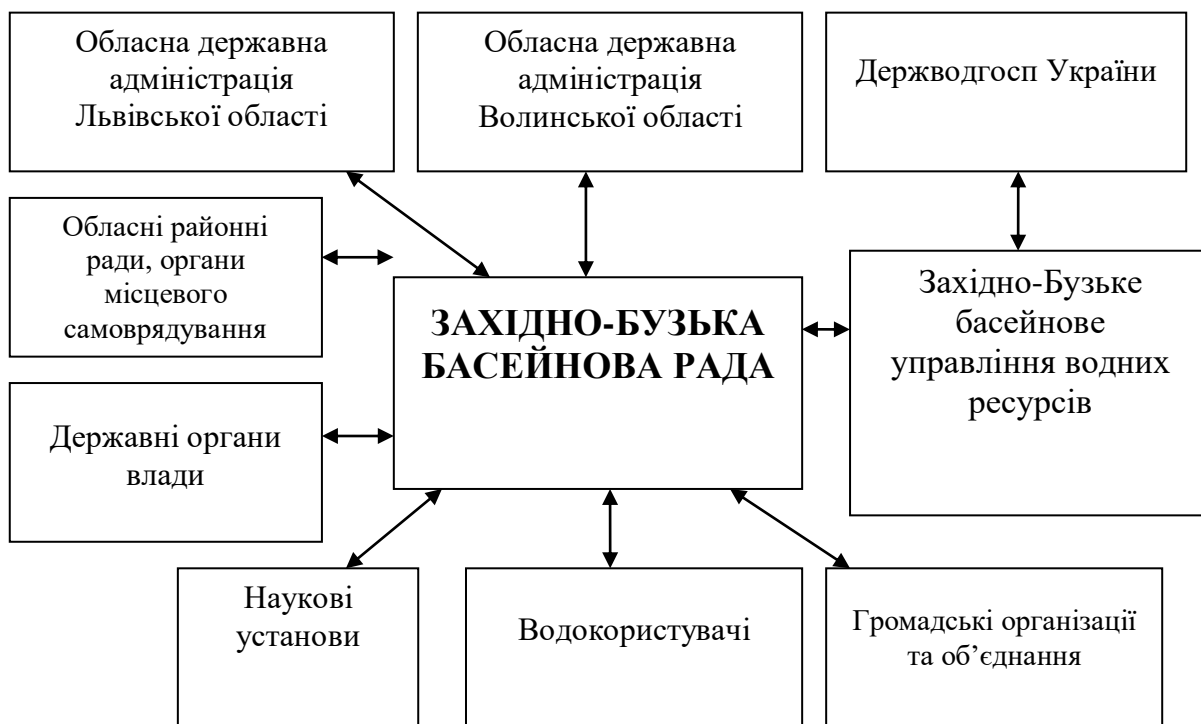 Обласна державна
адміністрація
Львівської області
Обласна державна
адміністрація
Волинської області
Держводгосп України
Обласні районні
ради, органи
місцевого
самоврядування
ЗАХІДНО-БУЗЬКА
БАСЕЙНОВА РАДА
Західно-Бузьке
басейнове
управління водних
ресурсів
Державні органи
влади
Наукові
установи
Водокористувачі
Громадські організації
та об’єднання